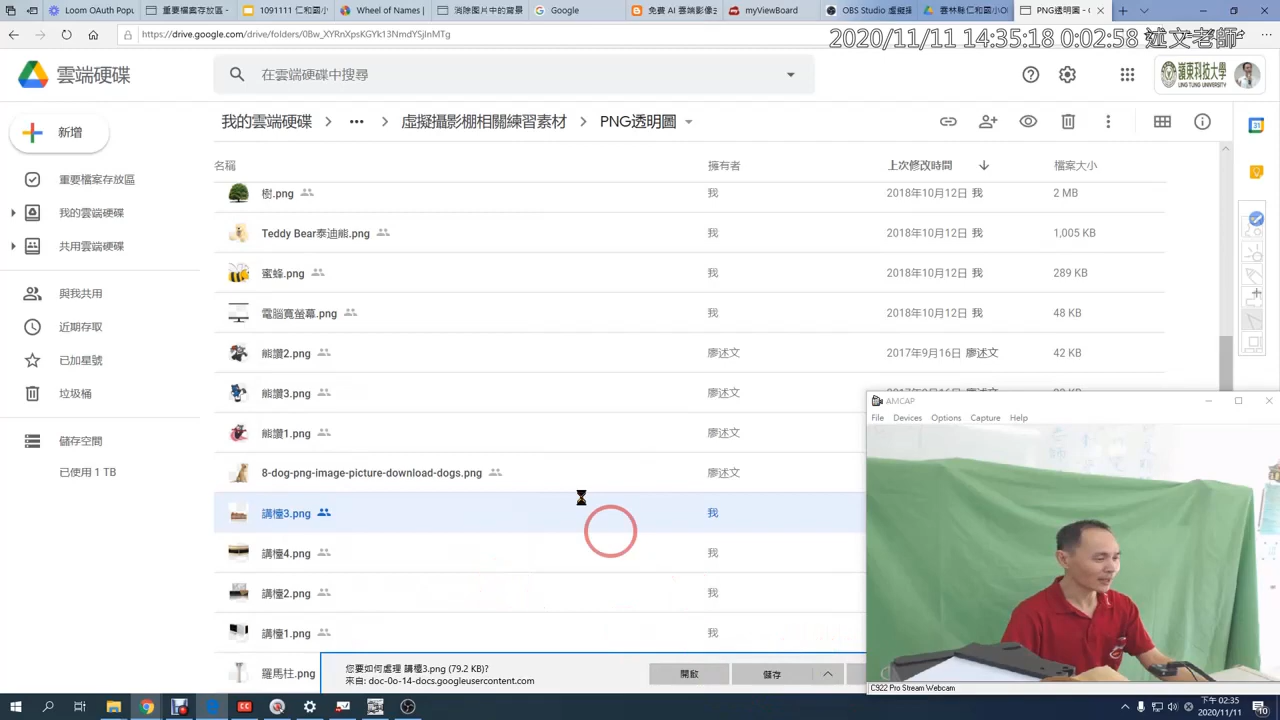 Loom OAuth Popu
重要檔案存放區-
1091111 仁和國小
Wheel of Names |
消除圖片中的背景
Google
免費 AI 雲端影像去
myViewBoard
OBS Studio 虛擬攝
雲林縣仁和國小O
PNG透明圖 -
https://drive.google.com/drive/folders/0Bw_XYRnXpsKGYk13NmdYSjlnMTg
2020/11/11 14:35:18 0:02:58 述文老師
雲端硬碟
在雲端硬碟中搜尋
嶺東科技大學
LING TUNG UNIVERSITY
新增
我的雲端硬碟 > ••• > 虛擬攝影棚相關練習素材 > PNG透明圖
名稱 擁有者 上次修改時間 檔案大小
重要檔案存放區
我的雲端硬碟
共用雲端硬碟
與我共用
近期存取
已加星號
垃圾桶
儲存空間
已使用 1 TB
樹.png 我 2018年10月12日 我 2 MB
Teddy Bear泰迪熊.png 我 2018年10月12日 我 1,005 KB
蜜蜂.png 我 2018年10月12日 我 289 KB
電腦寬螢幕.png 我 2018年10月12日 我 48 KB
熊讚2.png 廖述文 2017年9月16日 廖述文 42 KB
熊讚3.png 廖述文
熊讚1.png 廖述文
8-dog-png-image-picture-download-dogs.png 廖述文
講檯3.png 我
講檯4.png 我
講檯2.png 我
講檯1.png 我
羅馬柱.png
AMCAP
File Devices Options Capture Help
C922 Pro Stream Webcam
您要如何處理 講檯3.png (79.2 KB)?
來自: doc-0o-14-docs.googleusercontent.com
開啟 儲存
下午 02:35
2020/11/11
10